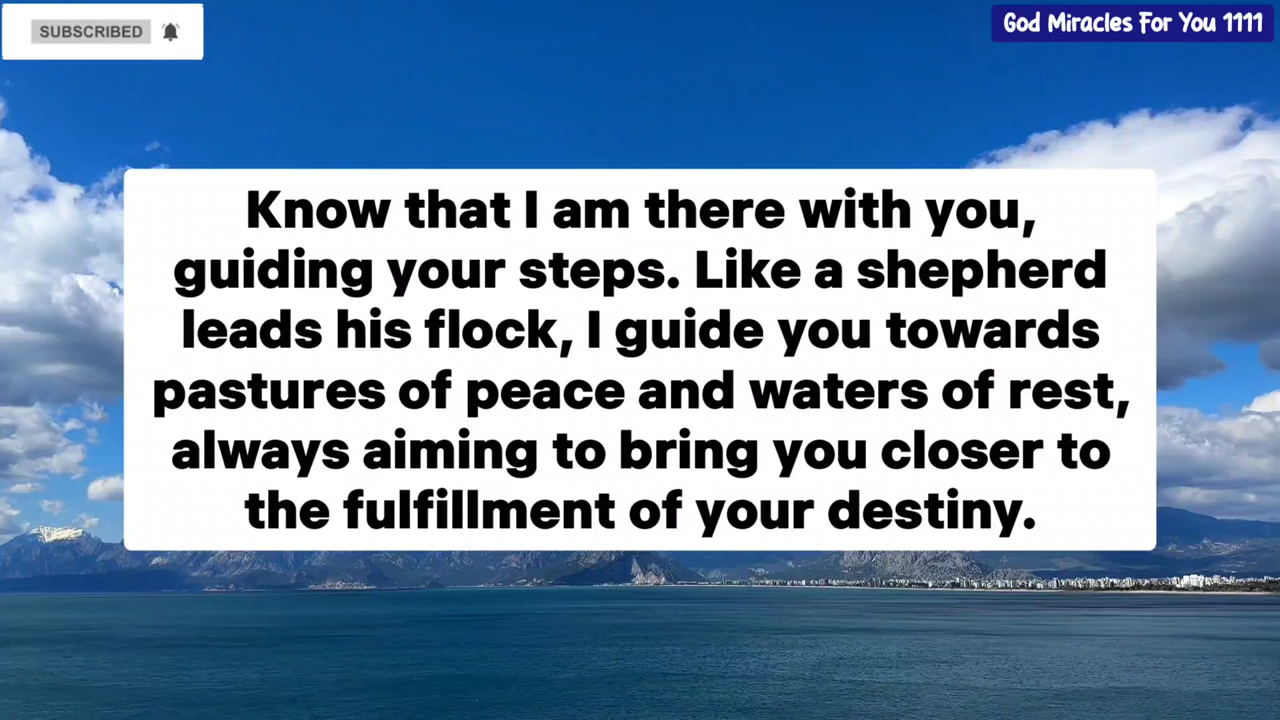 SUBSCRIBED
God Miracles For You 1111
Know that I am there with you,
guiding your steps. Like a shepherd
leads his flock, I guide you towards
pastures of peace and waters of rest,
always aiming to bring you closer to
the fulfillment of your destiny.